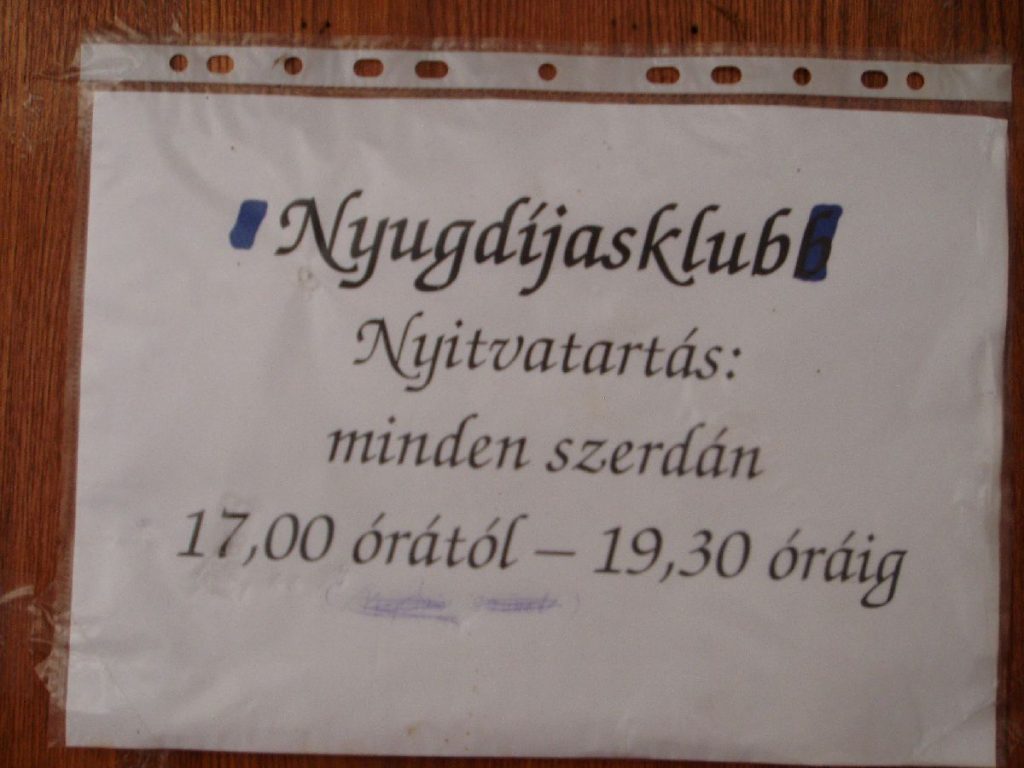 Nyugdíjasklub
Nyitvatartás:
minden szerdán
17,00 órától – 19,30 óráig